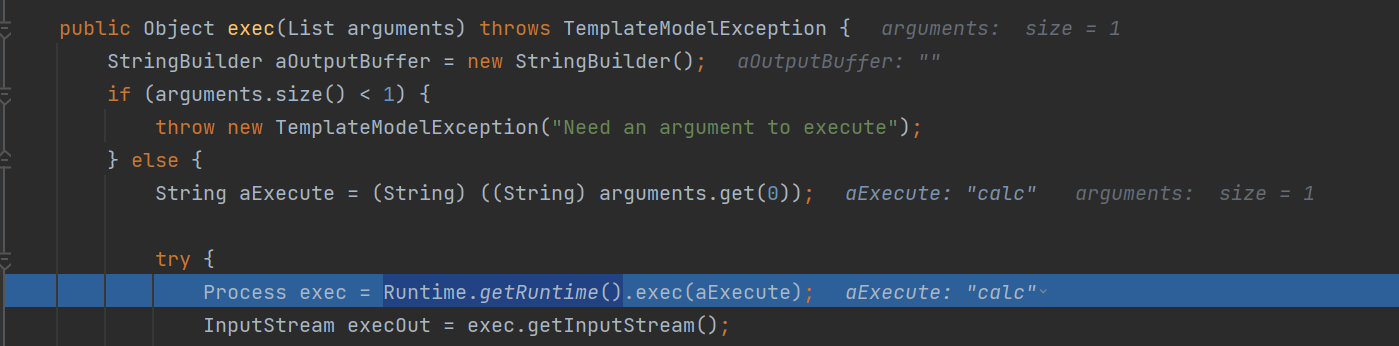 public Object exec(List arguments) throws TemplateModelException {   arguments:  size = 1
    StringBuilder aOutputBuffer = new StringBuilder();   aOutputBuffer: ""
    if (arguments.size() < 1) {
        throw new TemplateModelException("Need an argument to execute");
    } else {
        String aExecute = (String) ((String) arguments.get(0));   aExecute: "calc"   arguments:  size = 1
        try {
            Process exec = Runtime.getRuntime().exec(aExecute);   aExecute: "calc"
            InputStream execOut = exec.getInputStream();